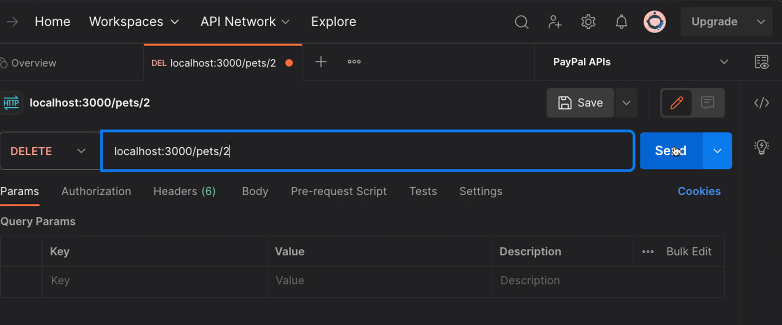 Home Workspaces API Network Explore Upgrade
Overview DEL localhost:3000/pets/2 PayPal APIs
HTTP localhost:3000/pets/2 Save
DELETE localhost:3000/pets/2 Send
Params Authorization Headers (6) Body Pre-request Script Tests Settings Cookies
Query Params
Key Value Description Bulk Edit
Key Value Description